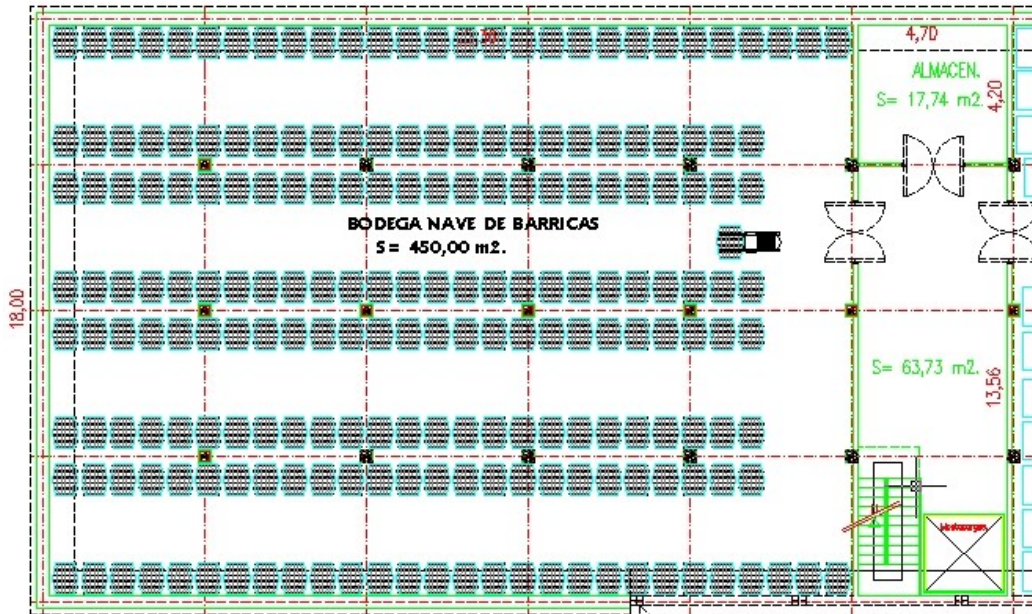 4,70
ALMACEN.
S= 17,74 m2.
4,20
BODEGA NAVE DE BARRICAS
S= 450,00 m2.
18,00
S= 63,73 m2.
13,56